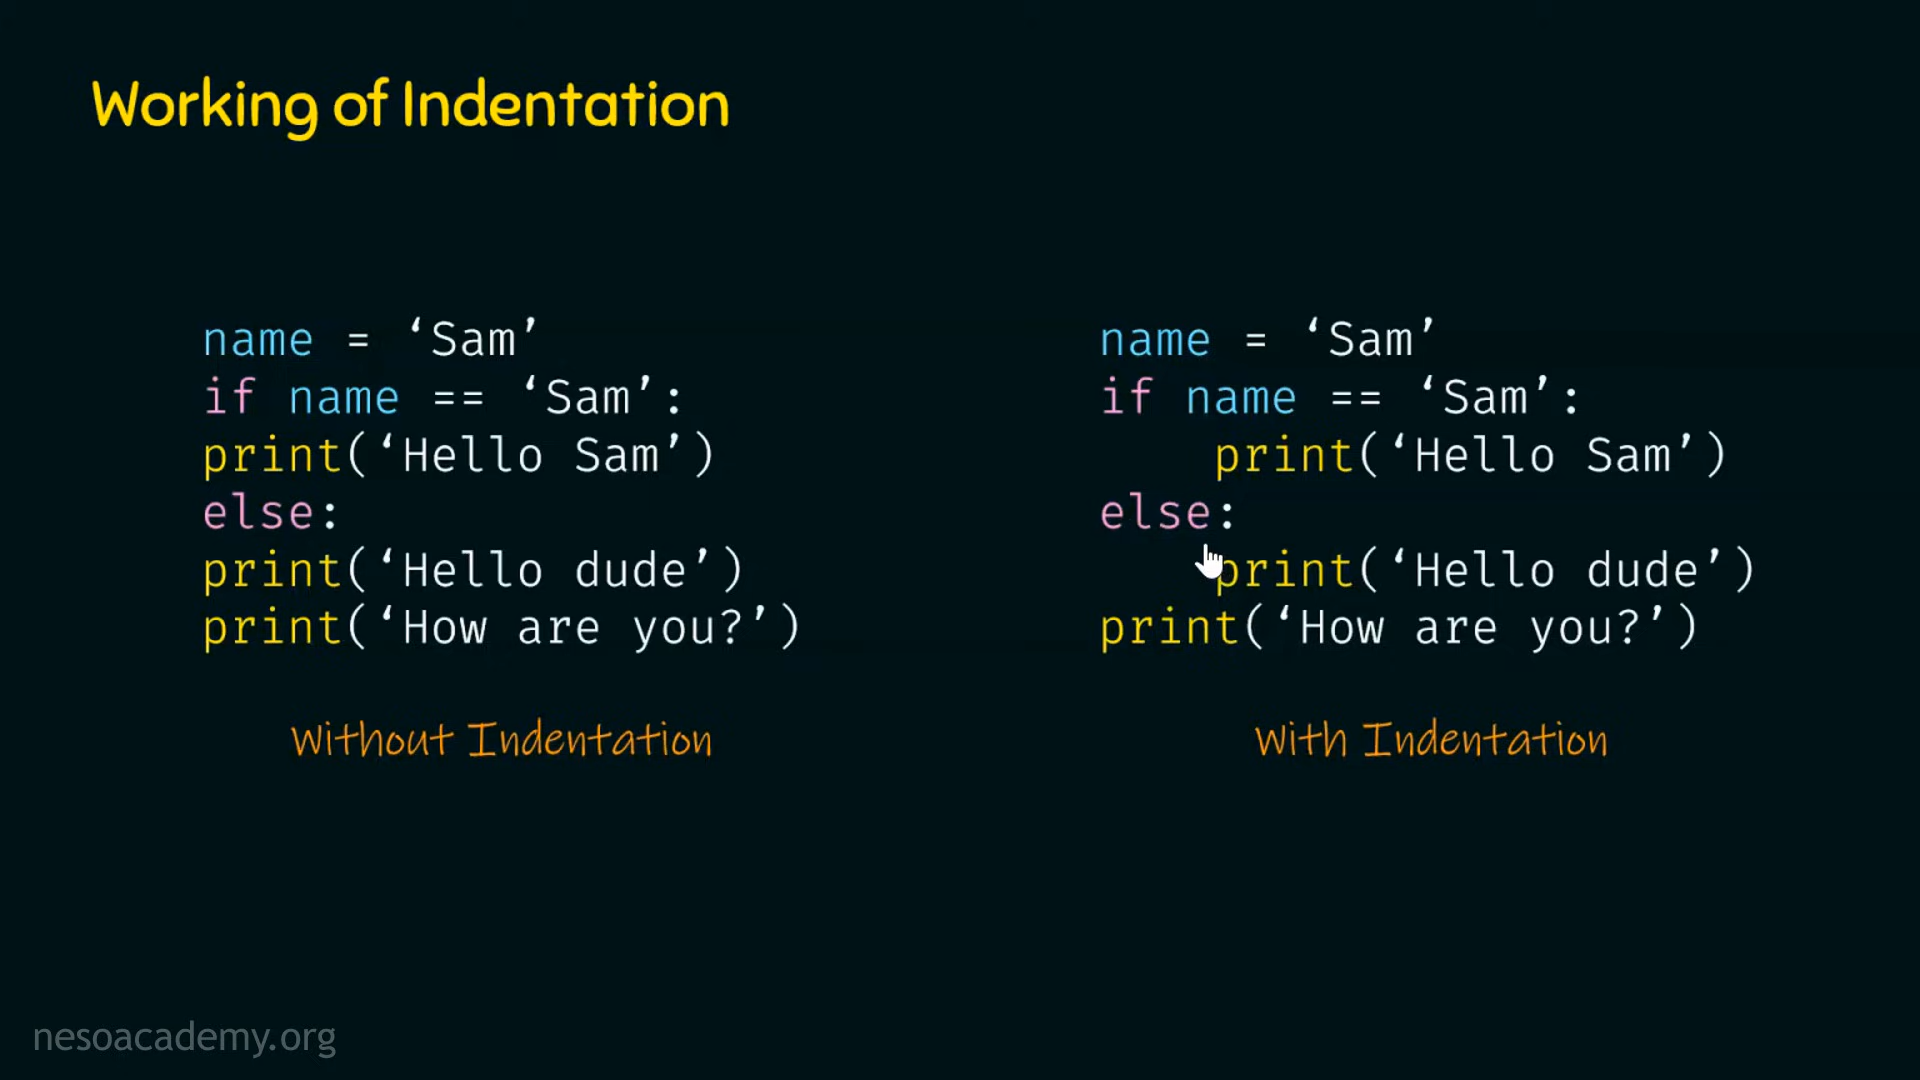 Working of Indentation
name = ‘Sam’
if name == ‘Sam’:
print(‘Hello Sam’)
else:
print(‘Hello dude’)
print(‘How are you?’)
Without Indentation
name = ‘Sam’
if name == ‘Sam’:
    print(‘Hello Sam’)
else:
    print(‘Hello dude’)
print(‘How are you?’)
With Indentation
nesoacademy.org